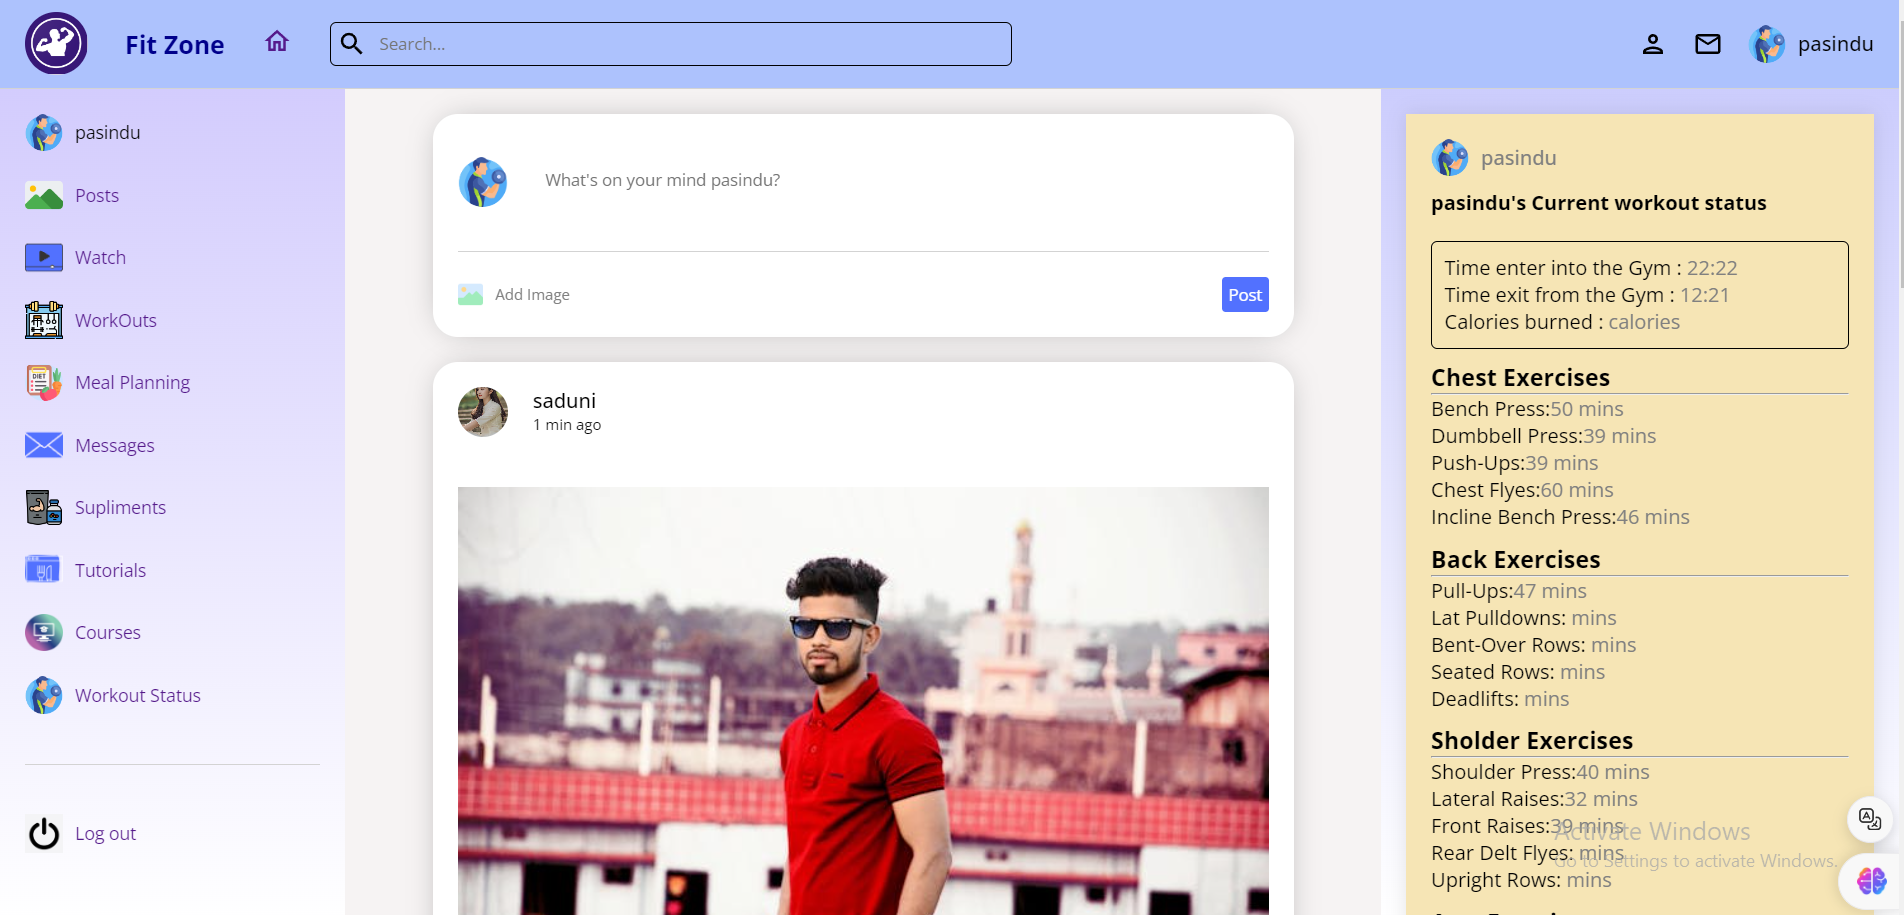 Fit Zone
Search...
pasindu
pasindu
Posts
Watch
WorkOuts
DIET
Meal Planning
Messages
Supliments
Tutorials
Courses
Workout Status
Log out
What's on your mind pasindu?
Add Image
Post
saduni
1 min ago
pasindu
pasindu's Current workout status
Time enter into the Gym : 22:22
Time exit from the Gym : 12:21
Calories burned : calories
Chest Exercises
Bench Press:50 mins
Dumbbell Press:39 mins
Push-Ups:39 mins
Chest Flyes:60 mins
Incline Bench Press:46 mins
Back Exercises
Pull-Ups:47 mins
Lat Pulldowns: mins
Bent-Over Rows: mins
Seated Rows: mins
Deadlifts: mins
Sholder Exercises
Shoulder Press:40 mins
Lateral Raises:32 mins
Front Raises:39 mins
Rear Delt Flyes: mins
Upright Rows: mins
Activate Windows
Go to Settings to activate Windows.